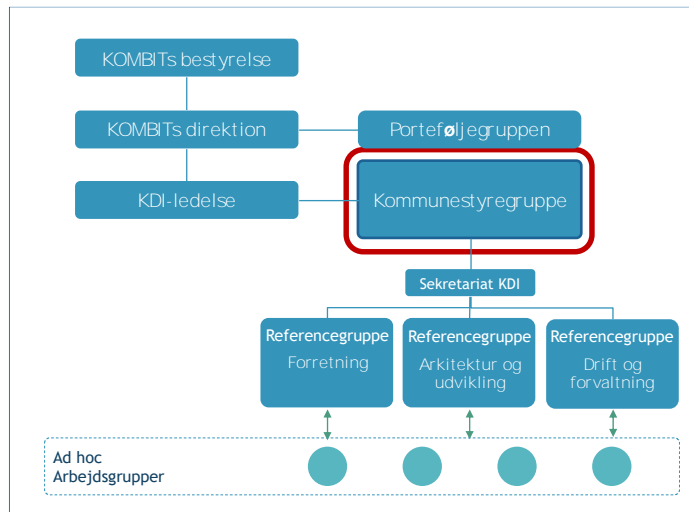 KOMBITs bestyrelse
KOMBITs direktion
Porteføljegruppen
KDI-ledelse
Kommunestyregruppe
Sekretariat KDI
Referencegruppe
Forretning
Referencegruppe
Arkitektur og
udvikling
Referencegruppe
Drift og
forvaltning
Ad hoc
Arbejdsgrupper